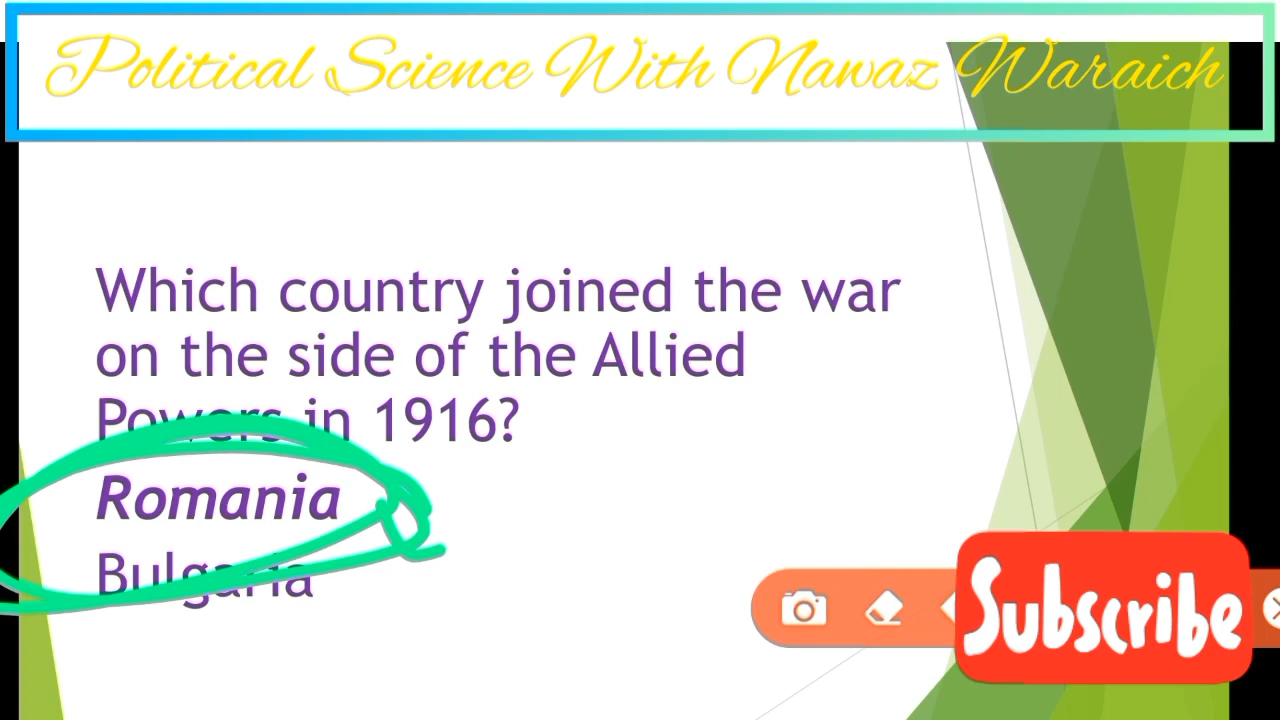 Political Science With Nawaz Waraich
Which country joined the war
on the side of the Allied
Powers in 1916?
Romania
Bulgaria
Subscribe